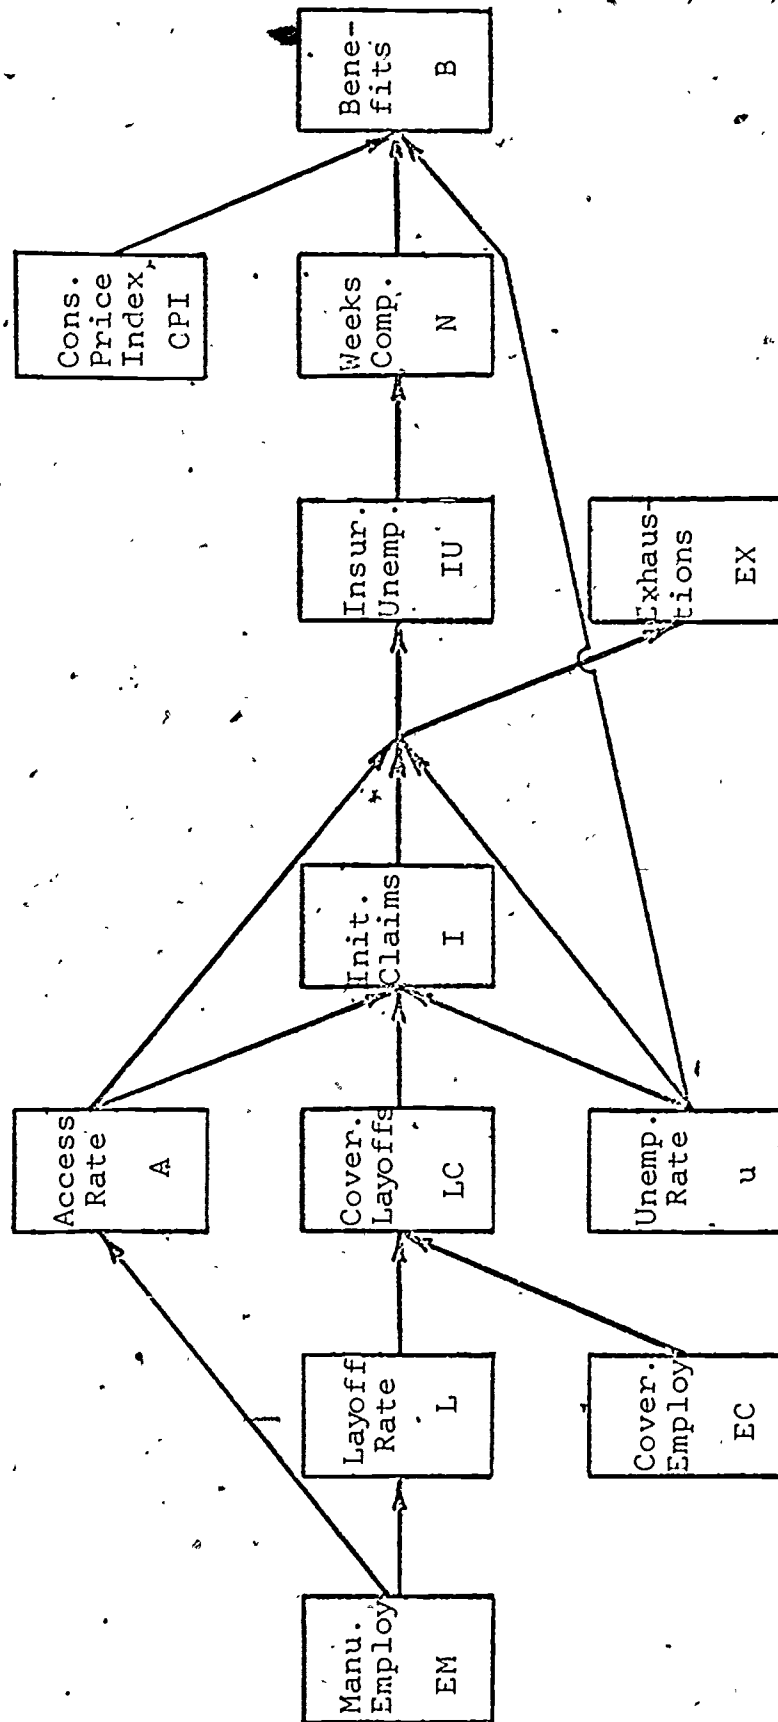 Manu.
Employ
EM
Layoff
Rate
L
Cover.
Employ
EC
Access
Rate
A
Cover.
Layoffs
LC
Unemp.
Rate
u
Init.
Claims
I
Insur.
Unemp.
IU
Exhaus-
tions
EX
Cons.
Price
Index
CPI
Weeks
Comp.
N
Bene-
fits
B